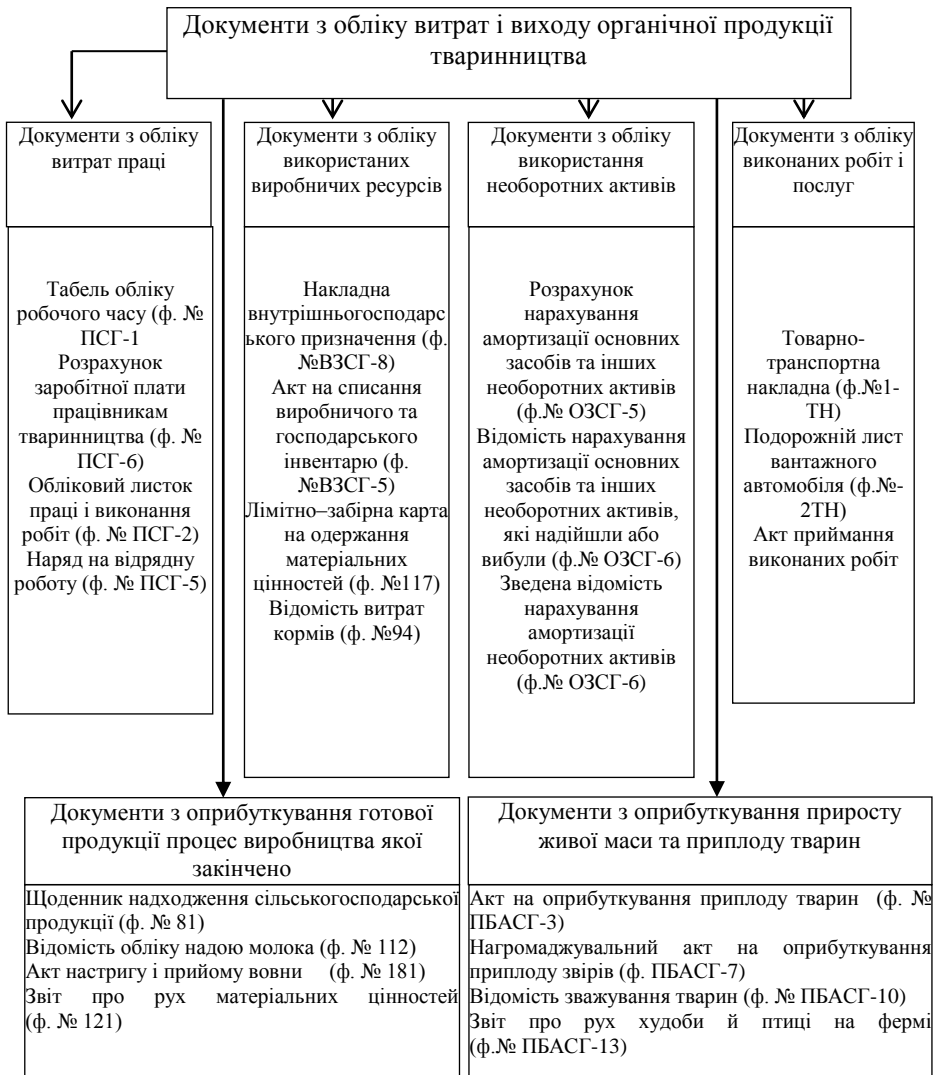 Документи з обліку витрат і виходу органічної продукції
тваринництва
Документи з обліку
витрат праці
Документи з обліку
використаних
виробничих ресурсів
Документи з обліку
використання
необоротних активів
Документи з обліку
виконаних робіт і
послуг
Табель обліку
робочого часу (ф. №
ПСГ-1
Розрахунок
заробітної плати
працівникам
тваринництва (ф. №
ПСГ-6)
Обліковий листок
праці і виконання
робіт (ф. № ПСГ-2)
Наряд на відрядну
роботу (ф. № ПСГ-5)
Накладна
внутрішньогосподарс
ького призначення (ф.
№ВЗСГ-8)
Акт на списання
виробничого та
господарського
інвентарю (ф.
№ВЗСГ-5)
Лімітно–забірна карта
на одержання
матеріальних
цінностей (ф. №117)
Відомість витрат
кормів (ф. №94)
Розрахунок
нарахування
амортизації основних
засобів та інших
необоротних активів
(ф.№ ОЗСГ-5)
Відомість нарахування
амортизації основних
засобів та інших
необоротних активів,
які надійшли або
вибули (ф.№ ОЗСГ-6)
Зведена відомість
нарахування
амортизації
необоротних активів
(ф.№ ОЗСГ-6)
Товарно-
транспортна
накладна (ф.№1-
ТН)
Подорожній лист
вантажного
автомобіля (ф.№-
2ТН)
Акт приймання
виконаних робіт
Документи з оприбуткування готової
продукції процес виробництва якої
закінчено
Щоденник надходження сільськогосподарської
продукції (ф. № 81)
Відомість обліку надою молока (ф. № 112)
Акт настригу і прийому вовни (ф. № 181)
Звіт про рух матеріальних цінностей
(ф. № 121)
Документи з оприбуткування приросту
живої маси та приплоду тварин
Акт на оприбуткування приплоду тварин (ф. №
ПБАСГ-3)
Нагромаджувальний акт на оприбуткування
приплоду звірів (ф. ПБАСГ-7)
Відомість зважування тварин (ф. № ПБАСГ-10)
Звіт про рух худоби й птиці на фермі
(ф.№ ПБАСГ-13)